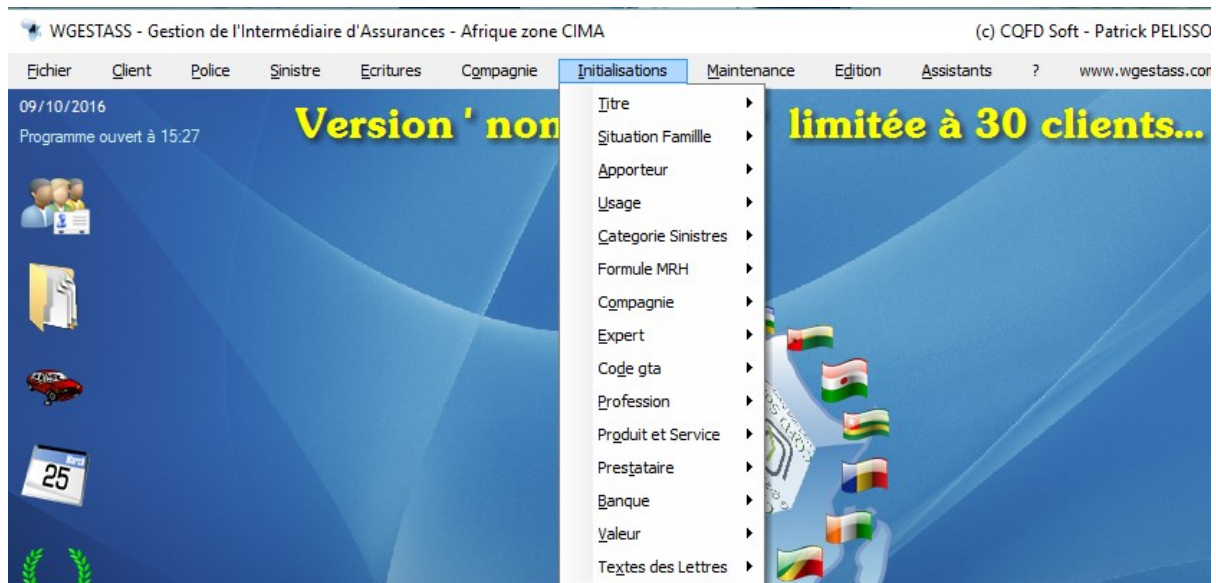 WGESTASS - Gestion de l'Intermédiaire d'Assurances - Afrique zone CIMA (c) CQFD Soft - Patrick PELISSO
Fichier Client Police Sinistre Ecritures Compagnie Initialisations Maintenance Edition Assistants ? www.wgestass.com
09/10/2016
Programme ouvert à 15:27
Version ' non limitée à 30 clients...
Titre
Situation Famillle
Apporteur
Usage
Categorie Sinistres
Formule MRH
Compagnie
Expert
Code gta
Profession
Produit et Service
Prestataire
Banque
Valeur
Textes des Lettres
March
25